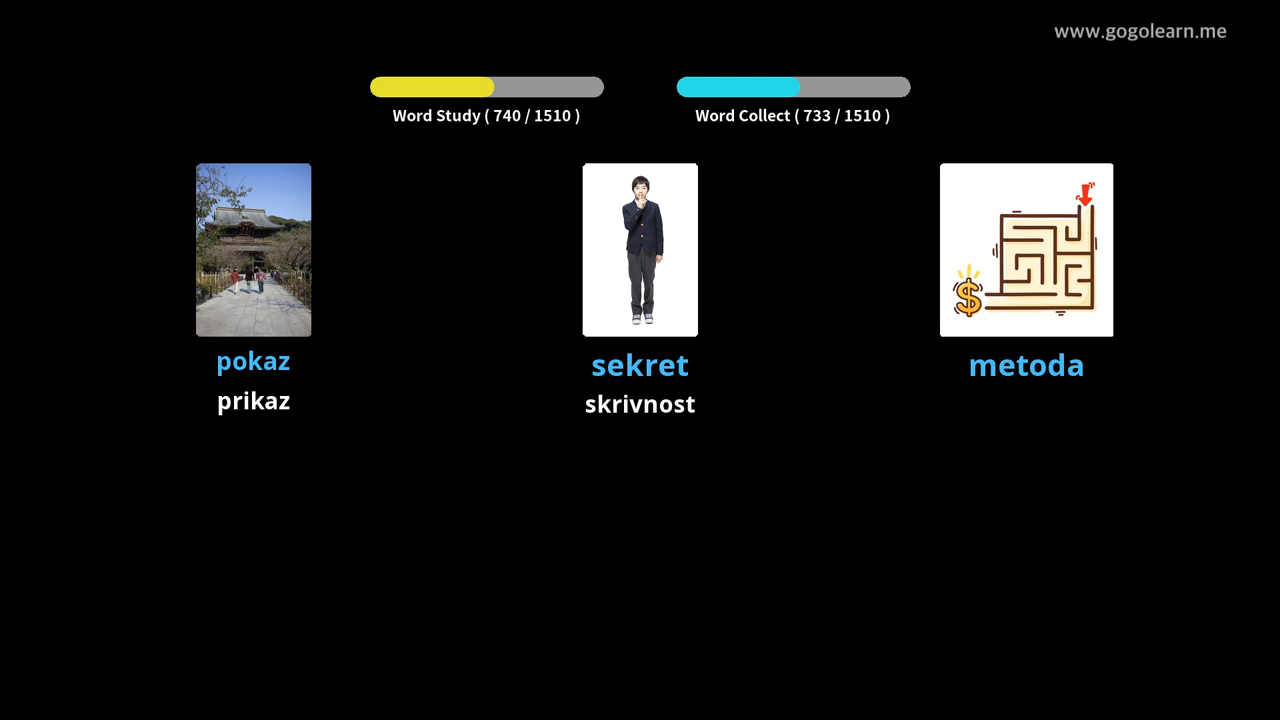 www.gogolearn.me
Word Study ( 740 / 1510 )
Word Collect ( 733 / 1510 )
pokaz
prikaz
sekret
skrivnost
metoda